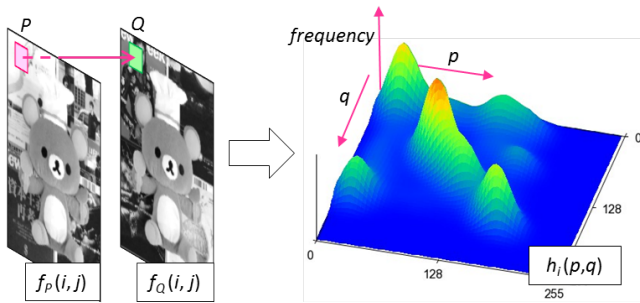 P
Q
f_P(i, j)
f_Q(i, j)
frequency
p
q
0
128
0
128
255
h_i(p,q)